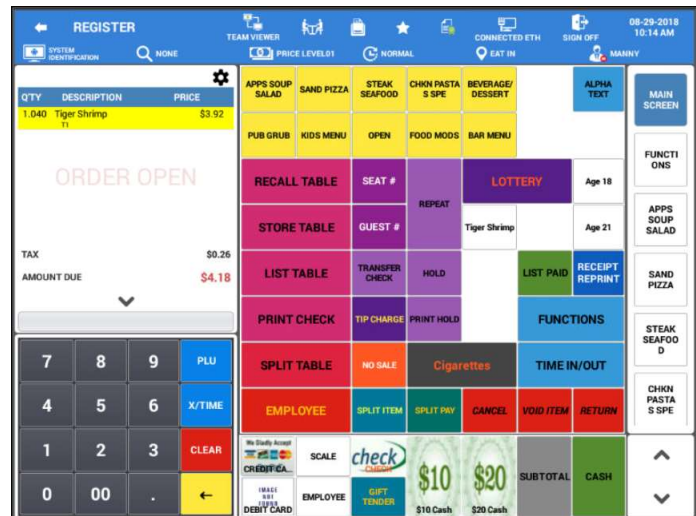 REGISTER
TEAM VIEWER
CONNECTED ETH
SIGN OFF
08-29-2018
10:14 AM
SYSTEM
IDENTIFICATION
NONE
PRICE LEVEL01
NORMAL
EAT IN
MANNY
Q'TY DESCRIPTION PRICE
1.040 Tiger Shrimp $3.92
T1
ORDER OPEN
TAX $0.26
AMOUNT DUE $4.18
7 8 9 PLU
4 5 6 X/TIME
1 2 3 CLEAR
0 00 . ←
APPS SOUP
SALAD
SAND PIZZA
STEAK
SEAFOOD
CHKN PASTA
S SPE
BEVERAGE/
DESSERT
ALPHA
TEXT
PUB GRUB
KIDS MENU
OPEN
FOOD MODS
BAR MENU
RECALL TABLE
SEAT #
REPEAT
LOTTERY
Age 18
STORE TABLE
GUEST #
Tiger Shrimp
Age 21
LIST TABLE
TRANSFER
CHECK
HOLD
LIST PAID
RECEIPT
REPRINT
PRINT CHECK
TIP CHARGE
PRINT HOLD
FUNCTIONS
SPLIT TABLE
NO SALE
Cigarettes
TIME IN/OUT
EMPLOYEE
SPLIT ITEM
SPLIT PAY
CANCEL
VOID ITEM
RETURN
We Gladly Accept
CREDIT CA...
SCALE
check
CREDIT
$10
$10 Cash
$20
$20 Cash
SUBTOTAL
CASH
IMAGE
NOT
FOUND
DEBIT CARD
EMPLOYEE
GIFT
TENDER
MAIN
SCREEN
FUNCTI
ONS
APPS
SOUP
SALAD
SAND
PIZZA
STEAK
SEAFOO
D
CHKN
PASTA
S SPE